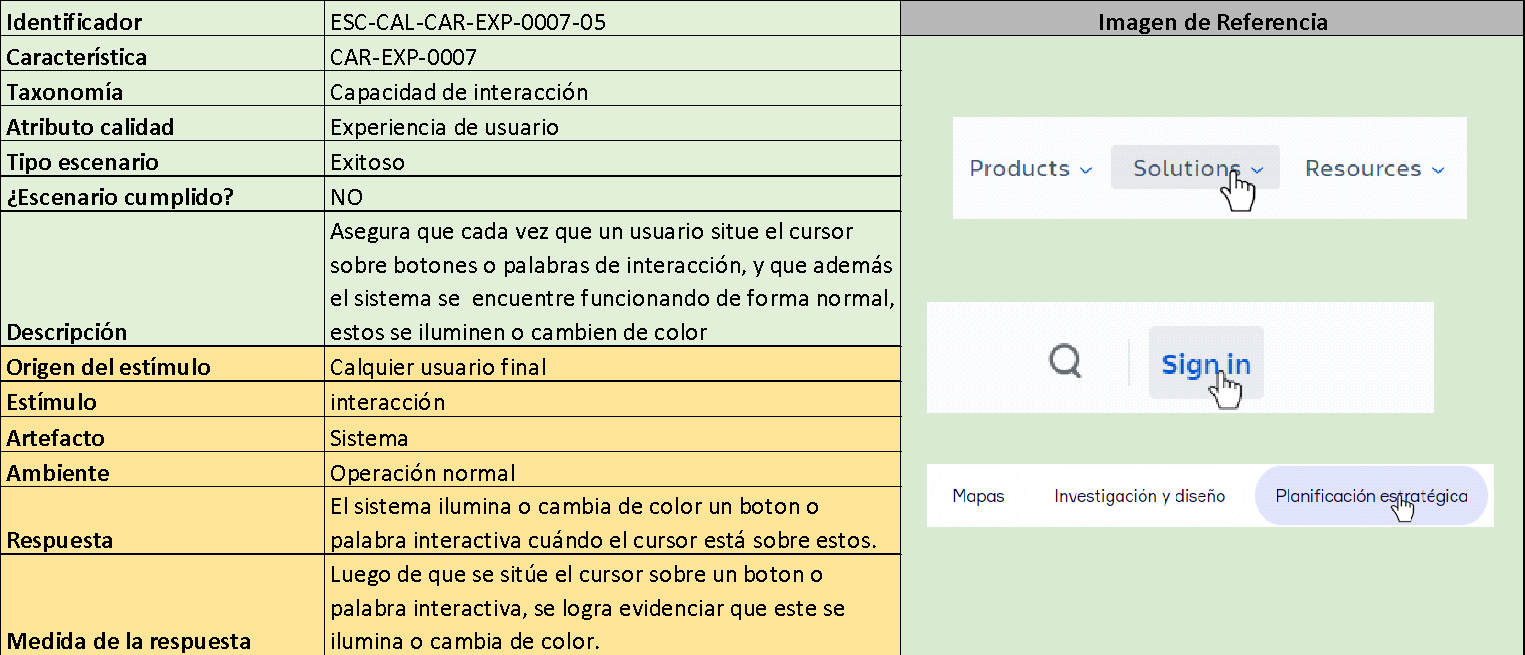 Identificador ESC-CAL-CAR-EXP-0007-05
Característica CAR-EXP-0007
Taxonomía Capacidad de interacción
Atributo calidad Experiencia de usuario
Tipo escenario Exitoso
¿Escenario cumplido? NO
Asegura que cada vez que un usuario situe el cursor
sobre botones o palabras de interacción, y que además
el sistema se encuentre funcionando de forma normal,
Descripción estos se iluminen o cambien de color
Origen del estímulo Calquier usuario final
Estímulo interacción
Artefacto Sistema
Ambiente Operación normal
El sistema ilumina o cambia de color un boton o
Respuesta palabra interactiva cuándo el cursor está sobre estos.
Luego de que se sitúe el cursor sobre un boton o
palabra interactiva, se logra evidenciar que este se
Medida de la respuesta ilumina o cambia de color.
Imagen de Referencia
Products Solutions Resources
Sign in
Mapas Investigación y diseño Planificación estratégica